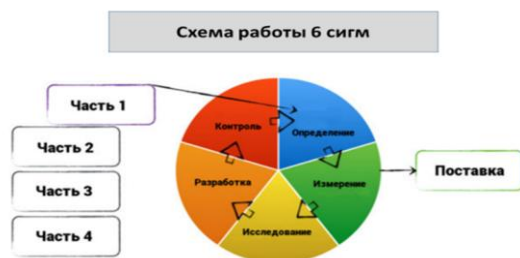 Схема работы 6 сигм
Часть 1
Часть 2
Часть 3
Часть 4
Контроль
Определение
Разработка
Измерение
Исследование
Поставка